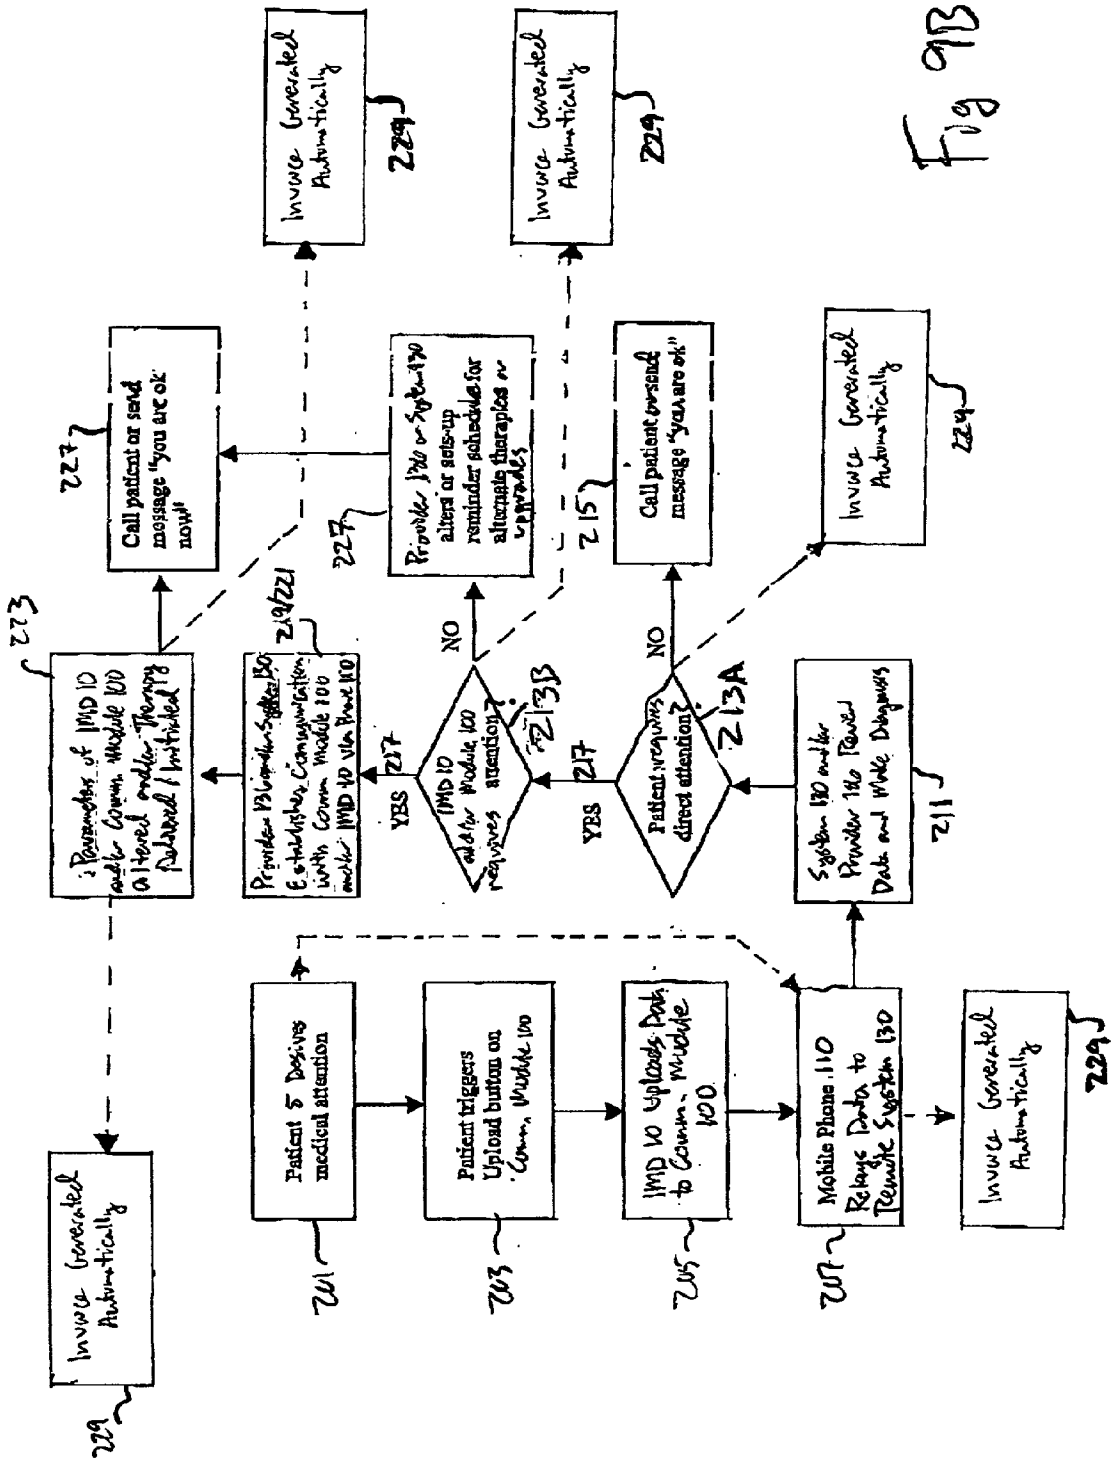 Fig 9B
229
Invoice Generated
Automatically
201
Patient 5 Desires
medical attention
203
Patient triggers
Upload button on
Comm. Module 100
205
IMD 10 Uploads Data
to Comm. Module
100
207
Mobile Phone 110
Relays Data to
Remote System 130
Invoice Generated
Automatically
229
211
System 130 and/or
Provider 136 Review
Data and Make Diagnosis
Patient requires
direct attention?
213A
NO
YES
217
215
Call patient or send
message "you are ok"
Invoice Generated
Automatically
229
IMD 10
and/or Module 100
requires attention?
213B
NO
YES
217
227
Provider 136 or System 130
alters or sets-up
reminder schedule for
alternate therapies or
upgrades
Invoice Generated
Automatically
229
219/221
Provider 136 and/or System 130
Establishes Communication
with Comm Module 100
and/or IMD 10 via Phone 110
223
Parameters of IMD 10
and/or Comm Module 100
Altered and/or Therapy
Delivered / Instituted
227
Call patient or send
message "you are ok
now"
Invoice Generated
Automatically
229